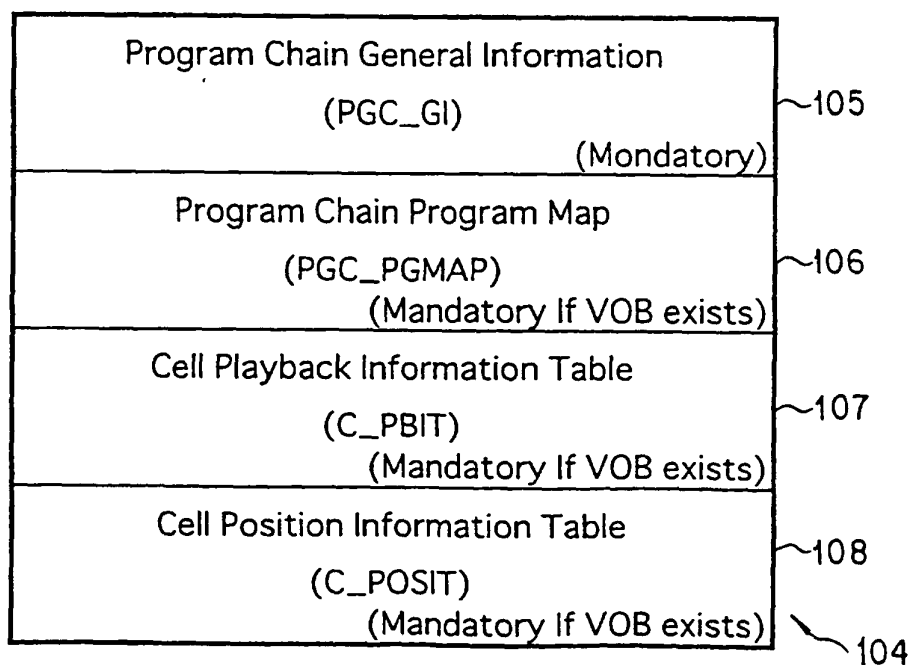 Program Chain General Information
(PGC_GI)
(Mondatory)
105
Program Chain Program Map
(PGC_PGMAP)
(Mandatory If VOB exists)
106
Cell Playback Information Table
(C_PBIT)
(Mandatory If VOB exists)
107
Cell Position Information Table
(C_POSIT)
(Mandatory If VOB exists)
108
104